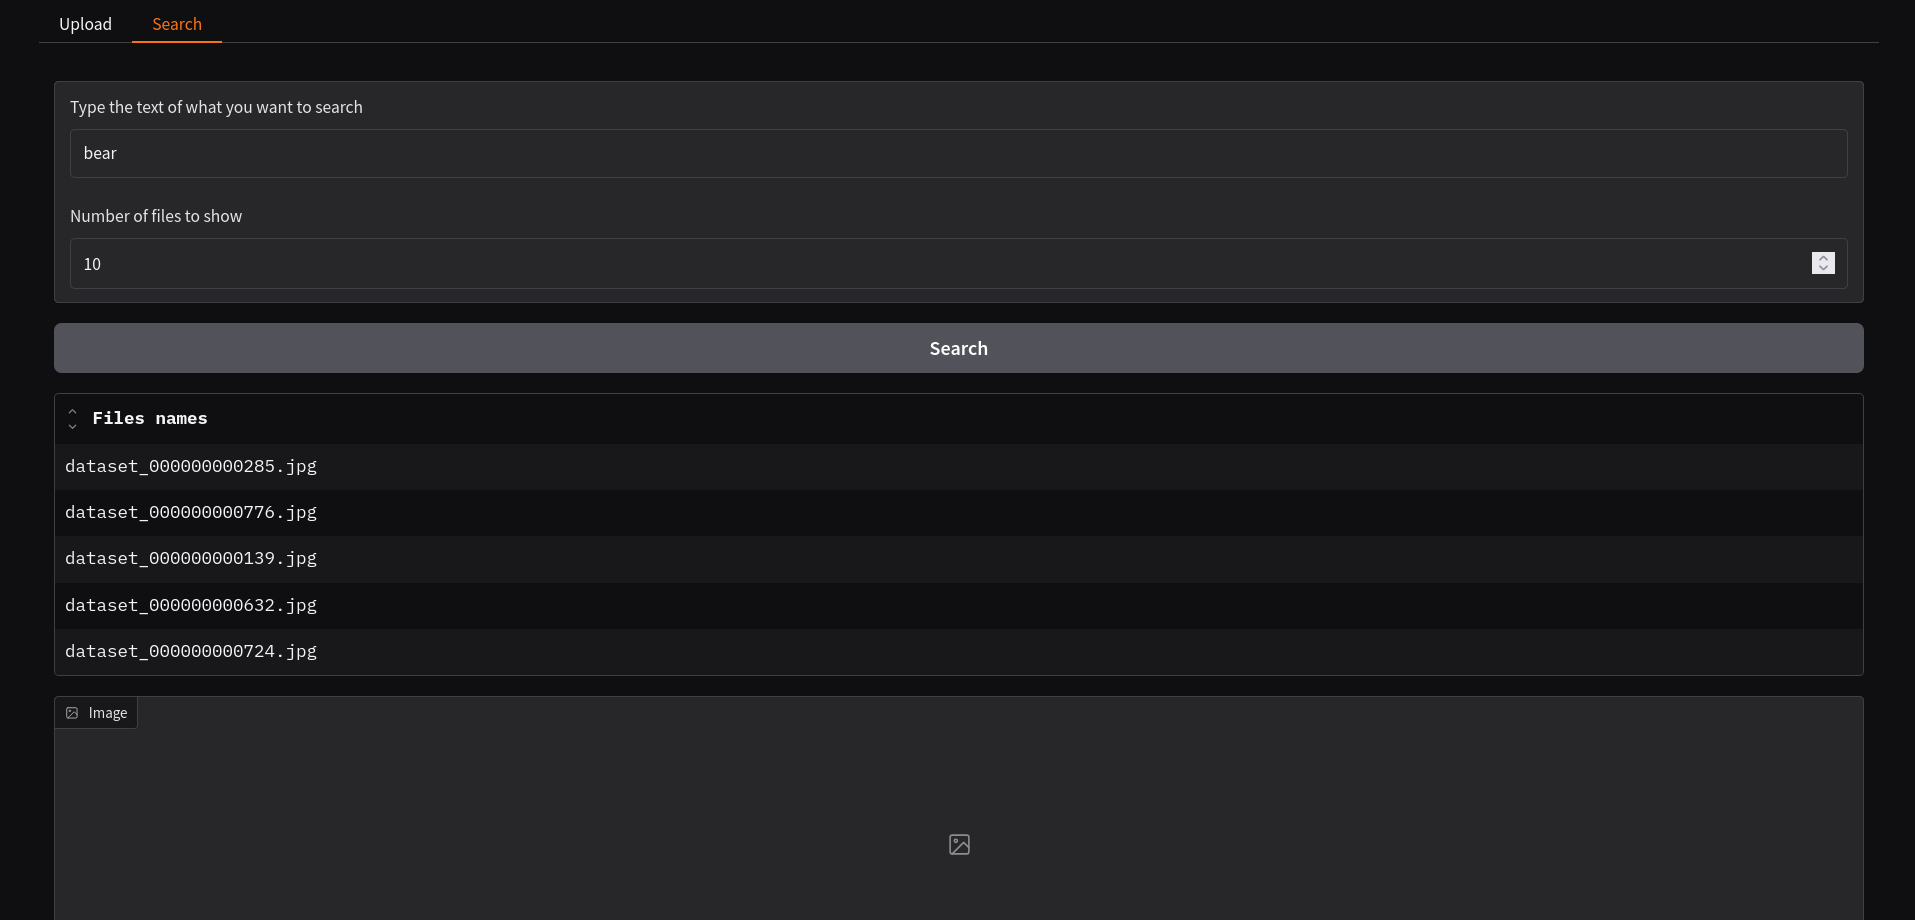 Upload Search
Type the text of what you want to search
bear
Number of files to show
10
Search
Files names
dataset_000000000285.jpg
dataset_000000000776.jpg
dataset_000000000139.jpg
dataset_000000000632.jpg
dataset_000000000724.jpg
Image